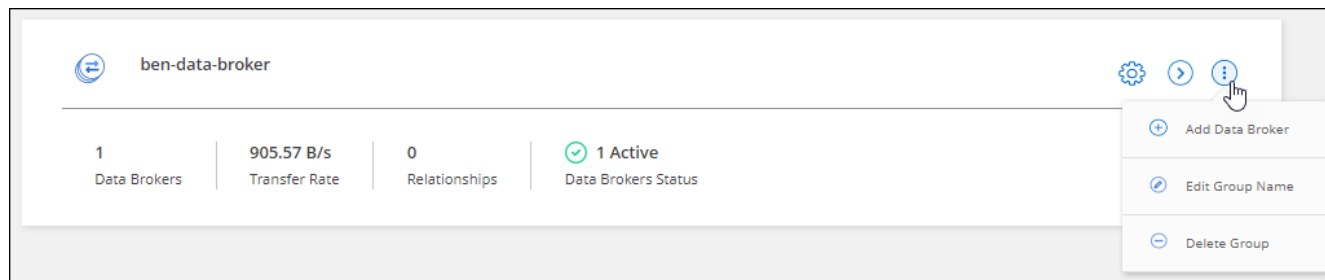 ben-data-broker
1
Data Brokers
905.57 B/s
Transfer Rate
0
Relationships
1 Active
Data Brokers Status
Add Data Broker
Edit Group Name
Delete Group